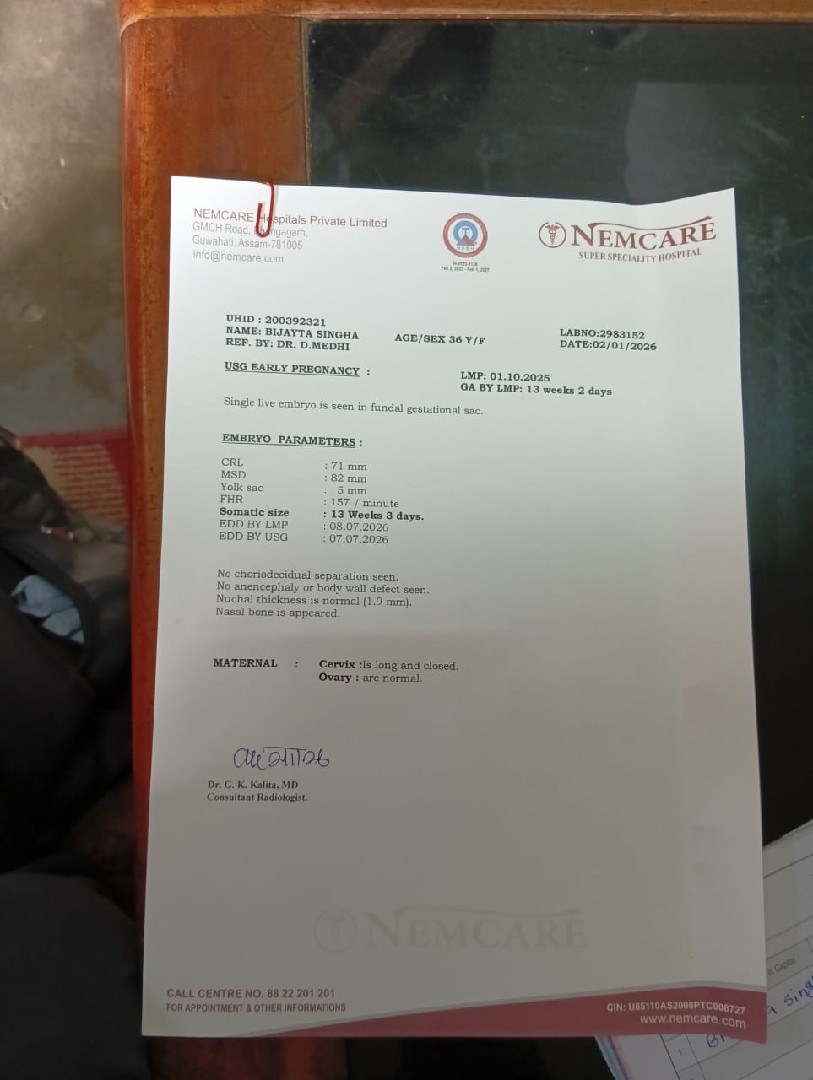 NEMCARE Hospitals Private Limited
GMCH Road, Bhangagarh,
Guwahati, Assam-781005
info@nemcare.com
NEMCARE
SUPER SPECIALITY HOSPITAL
UHID : 200392321
NAME: BIJAYTA SINGHA
REF. BY: DR. D.MEDHI
AGE/SEX 36 Y/F
LABNO:2983152
DATE:02/01/2026
USG EARLY PREGNANCY :
LMP: 01.10.2025
GA BY LMP: 13 weeks 2 days
Single live embryo is seen in fundal gestational sac.
EMBRYO PARAMETERS :
CRL : 71 mm
MSD : 82 mm
Yolk sac : 5 mm
FHR : 157 / minute
Somatic size : 13 Weeks 3 days.
EDD BY LMP : 08.07.2026
EDD BY USG : 07.07.2026
No choriodecidual separation seen.
No anencephaly or body wall defect seen.
Nuchal thickness is normal (1.9 mm).
Nasal bone is appeared.
MATERNAL : Cervix :is long and closed.
Ovary : are normal.
Dr. C. K. Kalita, MD
Consultant Radiologist.
NEMCARE
CALL CENTRE NO. 88 22 201 201
FOR APPOINTMENT & OTHER INFORMATIONS
CIN: U85110AS2008PTC008727
www.nemcare.com